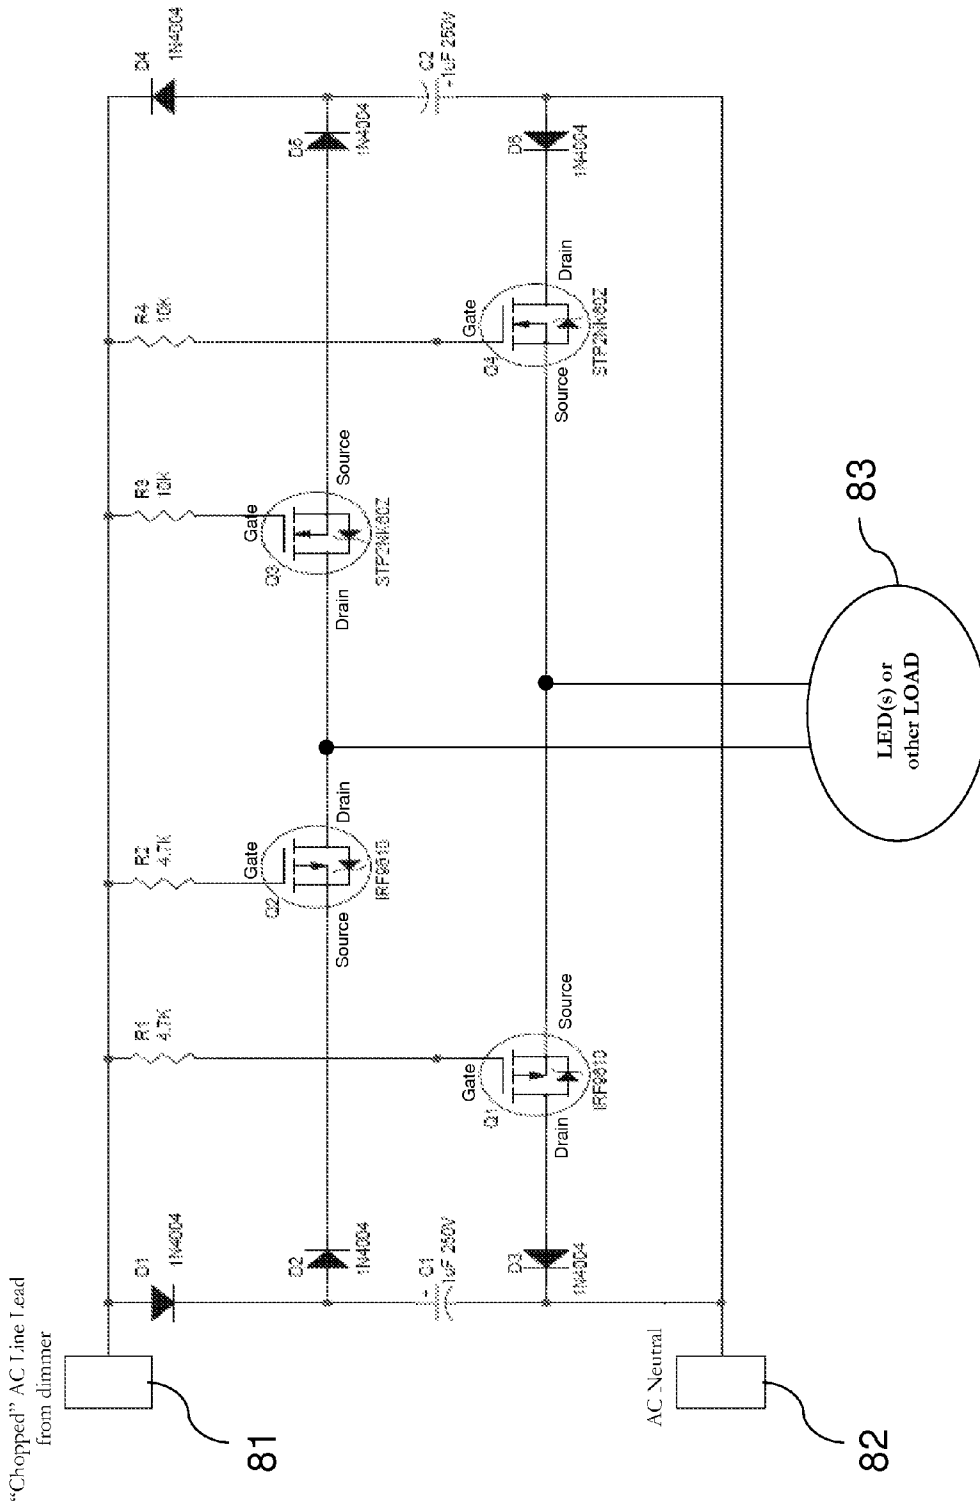 "Chopped" AC Line Lead
from dimmer
81
D1
1N4004
R1
4.7K
R2
4.7K
R3
10K
R4
10K
D4
1N4004
Gate
Q2
Source
Drain
IRF9610
Gate
Q3
Drain
Source
STP2NK60Z
D2
1N4004
D5
1N4004
+
C1
1uF 250V
C2
+1uF 250V
Gate
Q1
Drain
Source
IRF9610
Gate
Q4
Source
Drain
STP2NK60Z
D3
1N4004
D6
1N4004
AC Neutral
82
LED(s) or
other LOAD
83